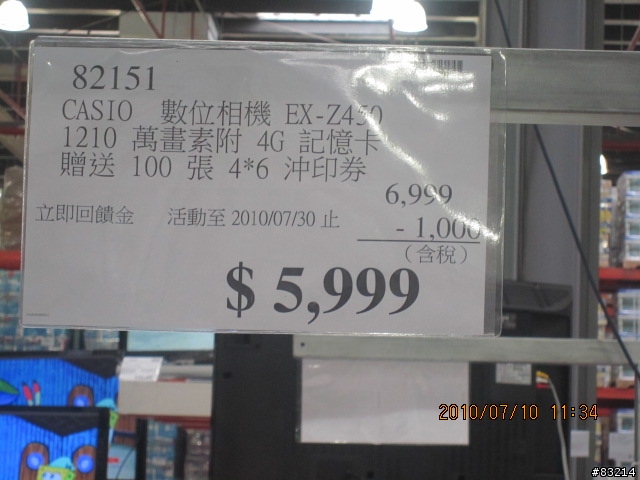 82151
CASIO 數位相機 EX-Z450
1210 萬畫素附 4G 記憶卡
贈送 100 張 4*6 沖印券
6,999
立即回饋金 活動至 2010/07/30 止 - 1,000
(含稅)
$ 5,999
2010/07/10 11:34
#83214